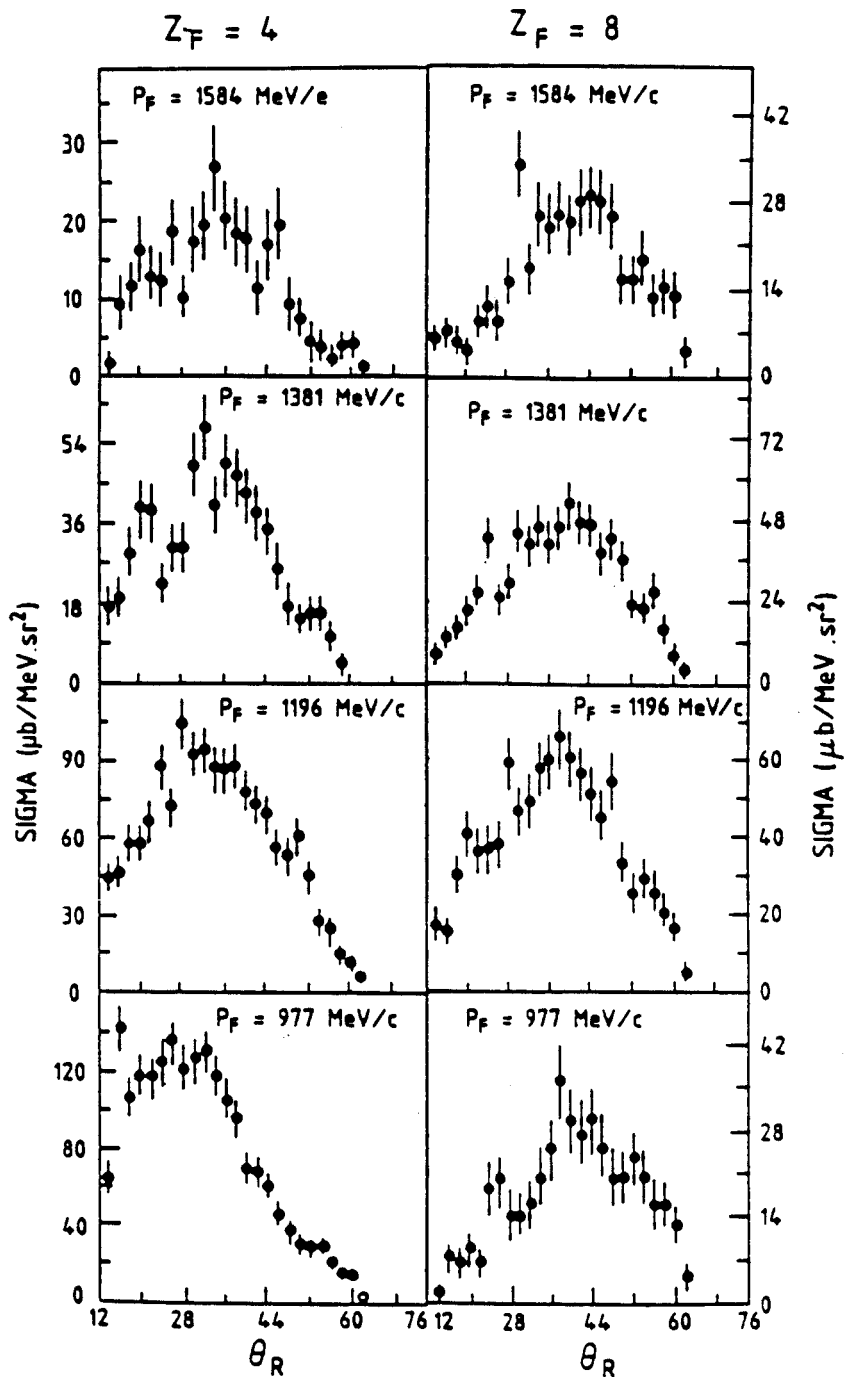 Z_F = 4
Z_F = 8
P_F = 1584 MeV/e
P_F = 1584 MeV/c
30
20
10
0
42
28
14
0
P_F = 1381 MeV/c
P_F = 1381 MeV/c
54
36
18
0
72
48
24
0
SIGMA (μb/MeV.sr²)
SIGMA (μb/MeV.sr²)
P_F = 1196 MeV/c
P_F = 1196 MeV/c
90
60
30
0
60
40
20
0
P_F = 977 MeV/c
P_F = 977 MeV/c
120
80
40
0
42
28
14
0
12 28 44 60 76 12 28 44 60 76
θ_R
θ_R